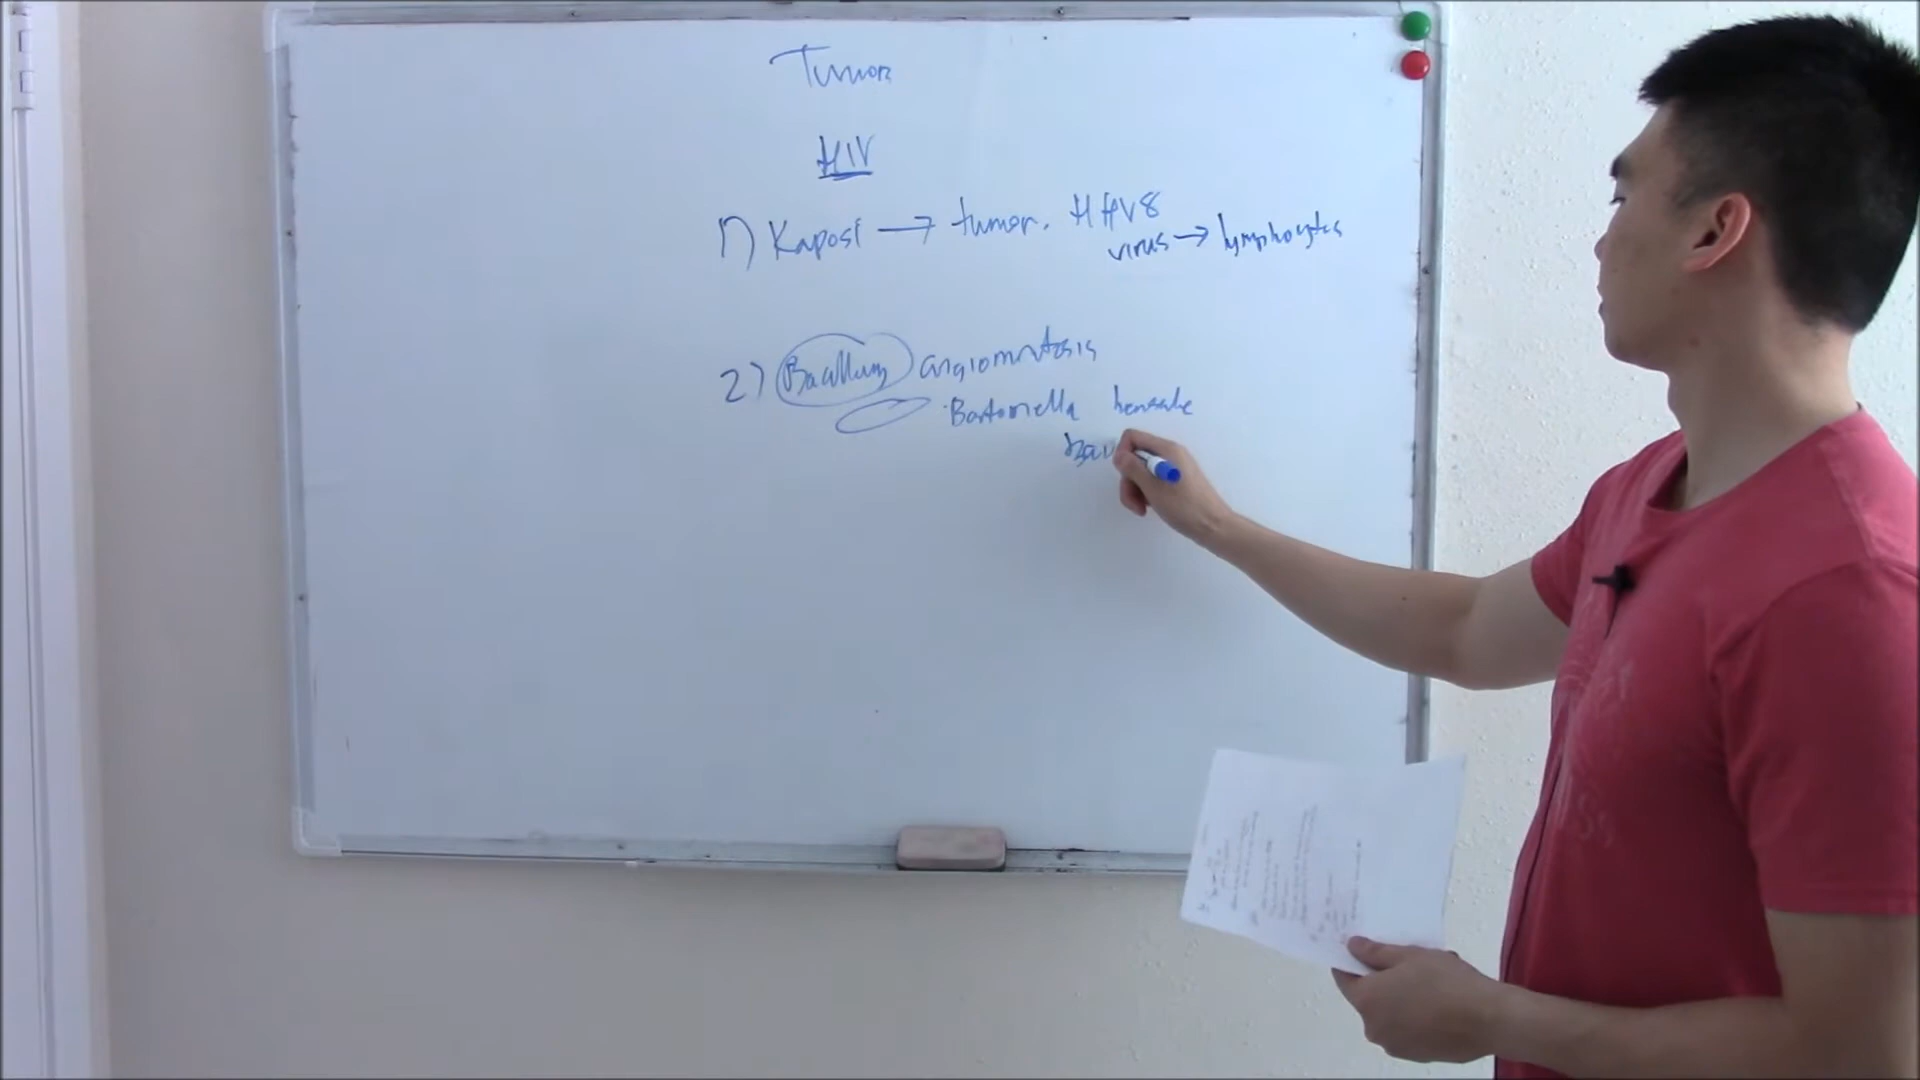 Tumor
HIV
1) Kaposi → tumor. HHV8
virus → lymphocytes
2) Bacillary angiomatosis
Bartonella henselae